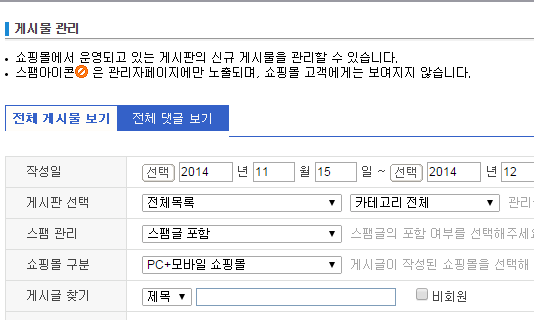 게시물 관리
• 쇼핑몰에서 운영되고 있는 게시판의 신규 게시물을 관리할 수 있습니다.
• 스팸아이콘 은 관리자페이지에만 노출되며, 쇼핑몰 고객에게는 보여지지 않습니다.
전체 게시물 보기 전체 댓글 보기
작성일 선택 2014 년 11 월 15 일 ~ 선택 2014 년 12
게시판 선택 전체목록 카테고리 전체 관리
스팸 관리 스팸글 포함 스팸글의 포함 여부를 선택해주세요
쇼핑몰 구분 PC+모바일 쇼핑몰 게시글이 작성된 쇼핑몰을 선택해
게시글 찾기 제목 비회원